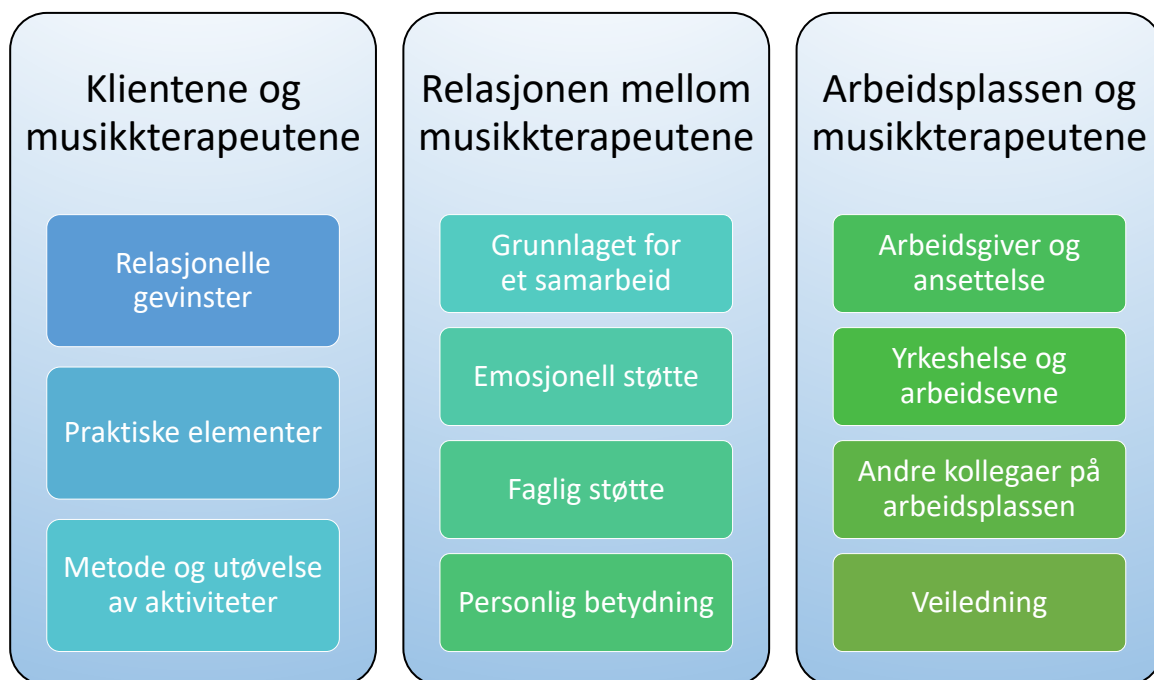 Klientene og
musikkterapeutene
Relasjonelle
gevinster
Praktiske elementer
Metode og utøvelse
av aktiviteter
Relasjonen mellom
musikkterapeutene
Grunnlaget for
et samarbeid
Emosjonell støtte
Faglig støtte
Personlig betydning
Arbeidsplassen og
musikkterapeutene
Arbeidsgiver og
ansettelse
Yrkeshelse og
arbeidsevne
Andre kollegaer på
arbeidsplassen
Veiledning